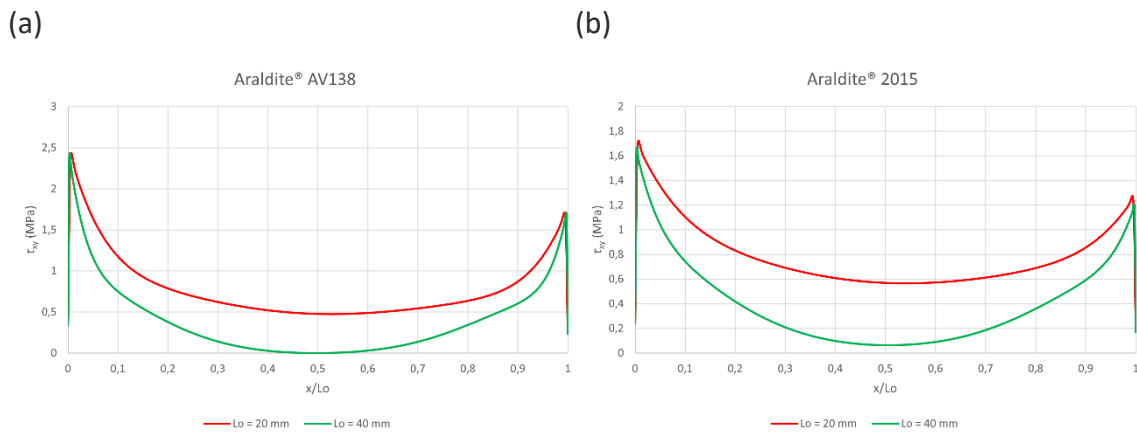 (a)
Araldite® AV138
3
2,5
2
1,5
1
0,5
0
τxy (MPa)
0 0,1 0,2 0,3 0,4 0,5 0,6 0,7 0,8 0,9 1
x/Lo
Lo = 20 mm Lo = 40 mm
(b)
Araldite® 2015
2
1,8
1,6
1,4
1,2
1
0,8
0,6
0,4
0,2
0
τxy (MPa)
0 0,1 0,2 0,3 0,4 0,5 0,6 0,7 0,8 0,9 1
x/Lo
Lo = 20 mm Lo = 40 mm